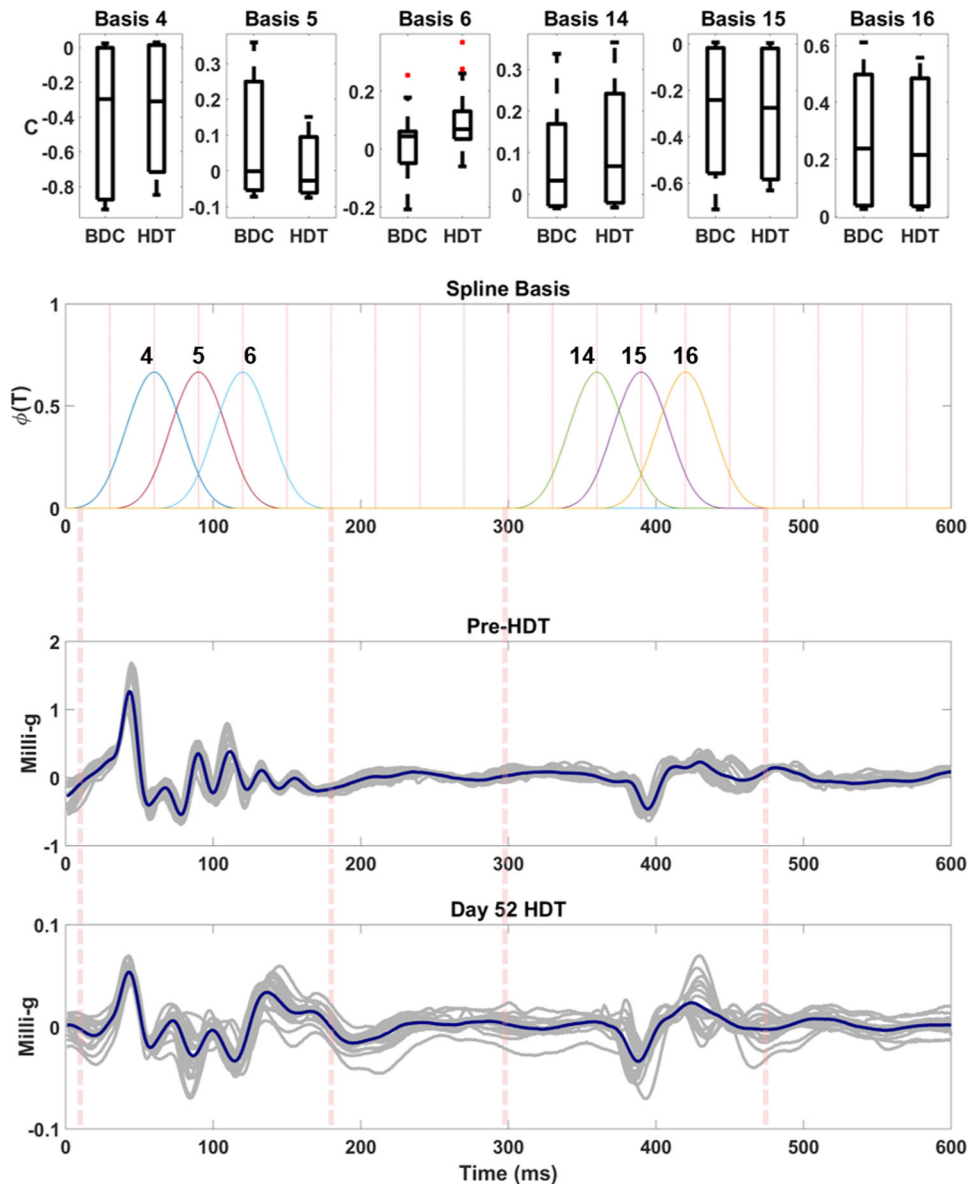 Basis 4 Basis 5 Basis 6 Basis 14 Basis 15 Basis 16
0 0.3 0.2 0.3 0 0.6
-0.2 0.2 -0.2 0.4
C -0.4 0.1 0 0.2 -0.4 0.2
-0.6 0 0.1 -0.6
-0.8 -0.1 -0.2 0 0
BDC HDT BDC HDT BDC HDT BDC HDT BDC HDT BDC HDT
Spline Basis
1
4 5 6 14 15 16
ϕ(T) 0.5
0
0 100 200 300 400 500 600
Pre-HDT
2
1
Milli-g
0
-1
0 100 200 300 400 500 600
Day 52 HDT
0.1
Milli-g 0
-0.1
0 100 200 300 400 500 600
Time (ms)